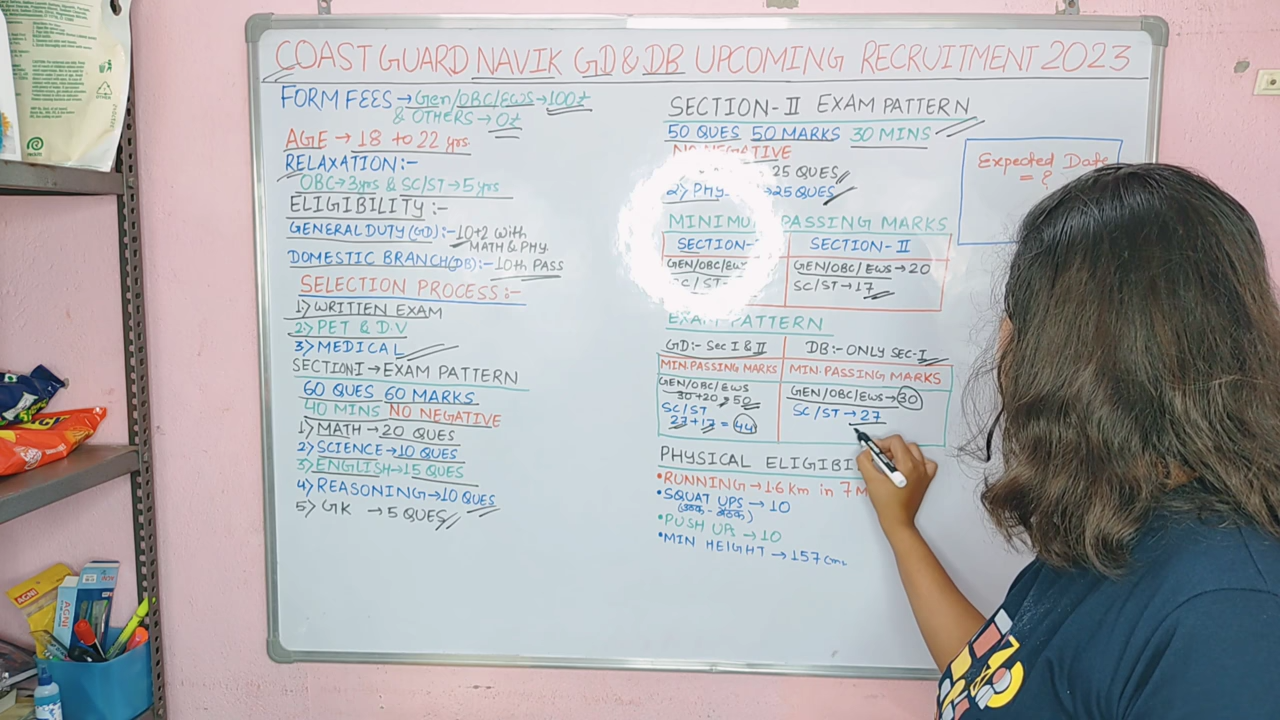 COAST GUARD NAVIK GD & DB UPCOMING RECRUITMENT 2023
FORM FEES → Gen/OBC/EWS → 100₹
& OTHERS → 0₹
AGE → 18 to 22 yrs
RELAXATION:-
OBC→3yrs & SC/ST→5yrs
ELIGIBILITY:-
GENERAL DUTY(GD):-10+2 with
MATH & PHY.
DOMESTIC BRANCH(DB):-10th PASS
SELECTION PROCESS:-
1) WRITTEN EXAM
2) PET & D.V
3) MEDICAL
SECTION-I → EXAM PATTERN
60 QUES 60 MARKS
40 MINS NO NEGATIVE
1) MATH → 20 QUES
2) SCIENCE → 10 QUES
3) ENGLISH → 15 QUES
4) REASONING → 10 QUES
5) GK → 5 QUES
SECTION-II EXAM PATTERN
50 QUES 50 MARKS 30 MINS
NO NEGATIVE
25 QUES
2) PHY → 25 QUES
MINIMUM PASSING MARKS
SECTION- SECTION-II
GEN/OBC/EWS GEN/OBC/EWS → 20
SC/ST → SC/ST → 17
EXAM PATTERN
GD:- Sec I & II DB:- ONLY SEC-I
MIN. PASSING MARKS MIN. PASSING MARKS
GEN/OBC/EWS GEN/OBC/EWS → 30
30+20 = 50
SC/ST SC/ST → 27
27+17 = 44
PHYSICAL ELIGIBI
•RUNNING → 1.6 Km in 7 M
•SQUAT UPS → 10
(उठक-बैठक)
•PUSH UPS → 10
•MIN HEIGHT → 157 cm
Expected Date
= ?
AGNI
AGNI